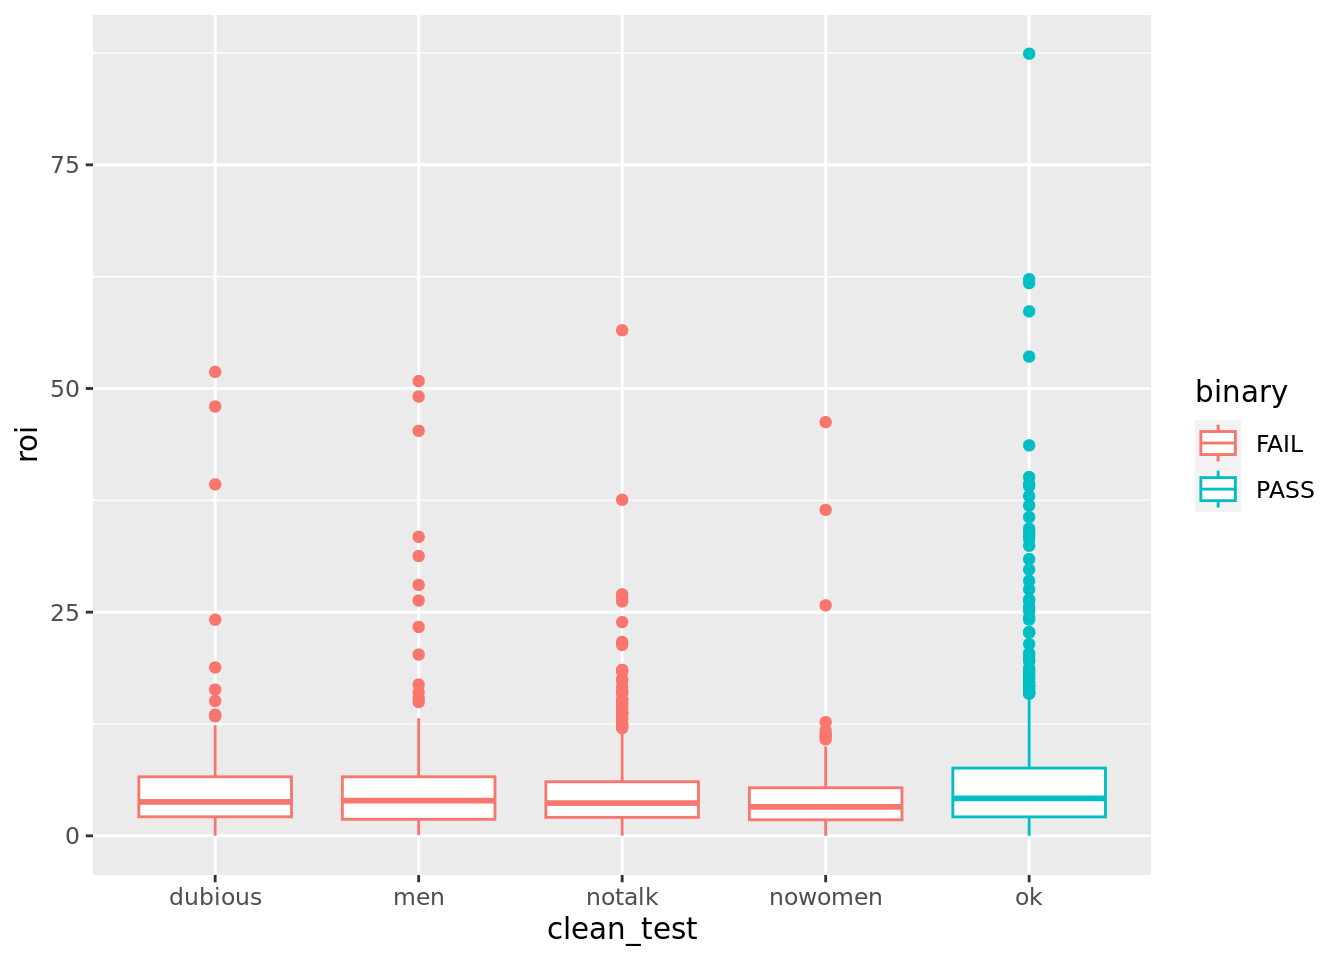 75
50
25
0
roi
dubious
men
notalk
nowomen
ok
clean_test
binary
FAIL
PASS